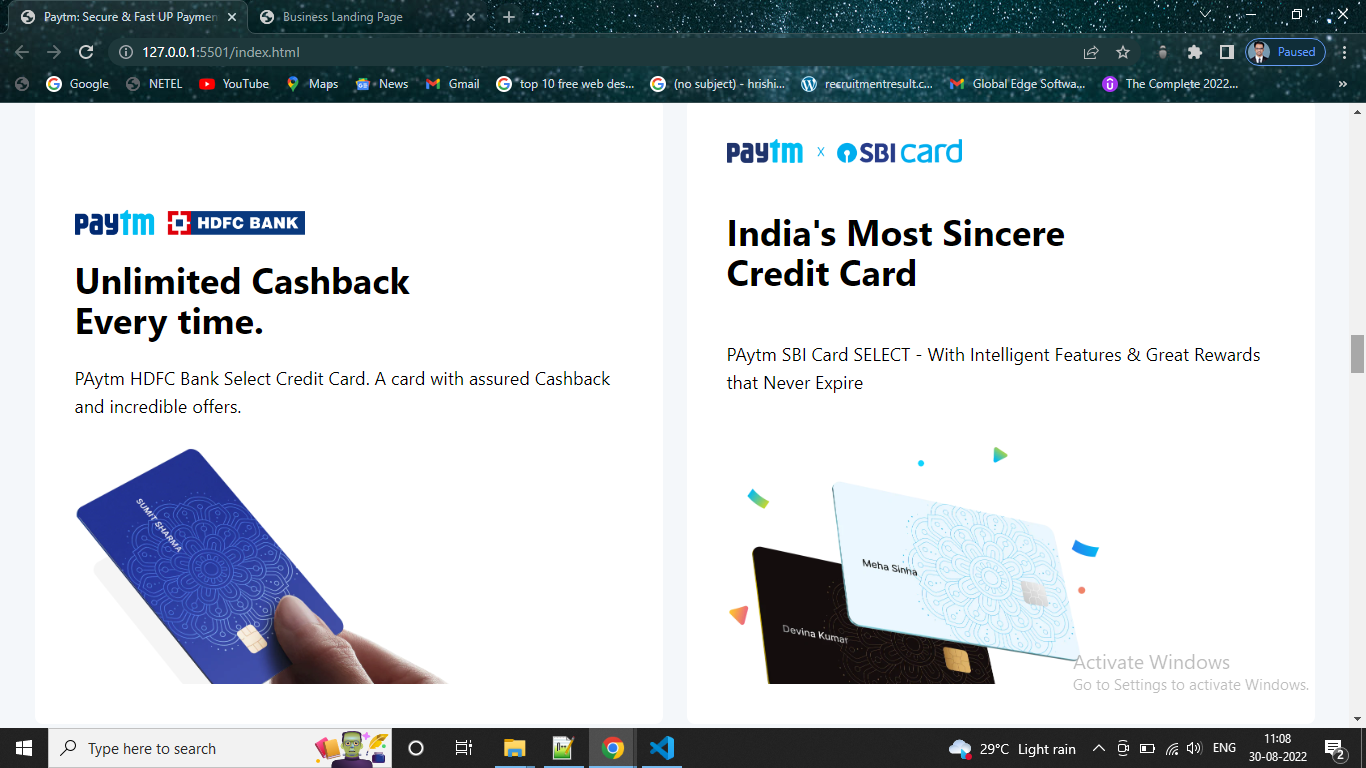 Paytm: Secure & Fast UP Paymen
Business Landing Page
127.0.0.1:5501/index.html
Paused
Google
NETEL
YouTube
Maps
News
Gmail
top 10 free web des...
(no subject) - hrishi...
recruitmentresult.c...
Global Edge Softwa...
The Complete 2022...
»
paytm x SBI card
paytm HDFC BANK
India's Most Sincere
Credit Card
Unlimited Cashback
Every time.
PAytm SBI Card SELECT - With Intelligent Features & Great Rewards
that Never Expire
PAytm HDFC Bank Select Credit Card. A card with assured Cashback
and incredible offers.
SUMIT SHARMA
Meha Sinha
Devina Kumar
Activate Windows
Go to Settings to activate Windows.
Type here to search
29°C Light rain
ENG
11:08
30-08-2022
2